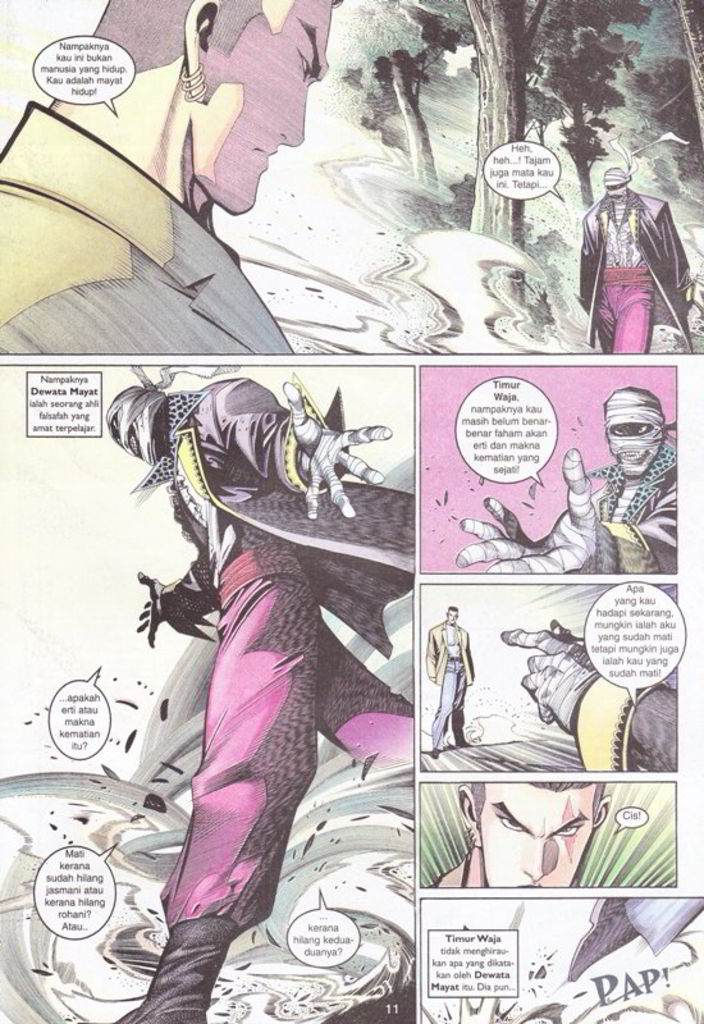 Nampaknya
kau ini bukan
manusia yang hidup.
Kau adalah mayat
hidup!
Heh,
heh...! Tajam
juga mata kau
ini. Tetapi...
Nampaknya
Dewata Mayat
ialah seorang ahli
falsafah yang
amat terpelajar.
...apakah
erti atau
makna
kematian
itu?
Mati
kerana
sudah hilang
jasmani atau
kerana hilang
rohani?
Atau..
...
kerana
hilang kedua-
duanya?
Timur
Waja,
nampaknya kau
masih belum benar-
benar faham akan
erti dan makna
kematian yang
sejati!
Apa
yang kau
hadapi sekarang,
mungkin ialah aku
yang sudah mati
tetapi mungkin juga
ialah kau yang
sudah mati!
Cis!
Timur Waja
tidak menghirau-
kan apa yang dikata-
kan oleh Dewata
Mayat itu. Dia pun...
PAP!
11